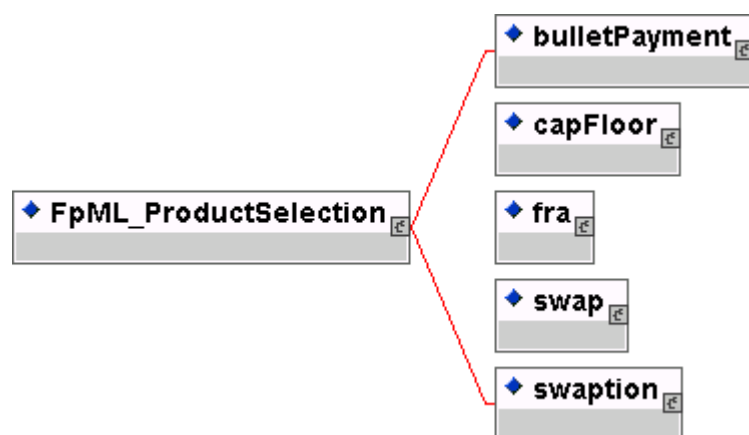 bulletPayment
capFloor
FpML_ProductSelection
fra
swap
swaption